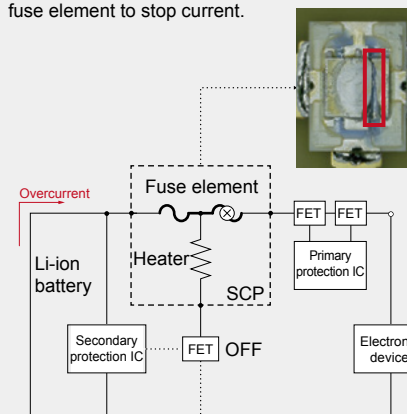 fuse element to stop current.
Overcurrent
Fuse element
FET
FET
Li-ion
battery
Heater
Primary
protection IC
SCP
Secondary
protection IC
FET
OFF
device